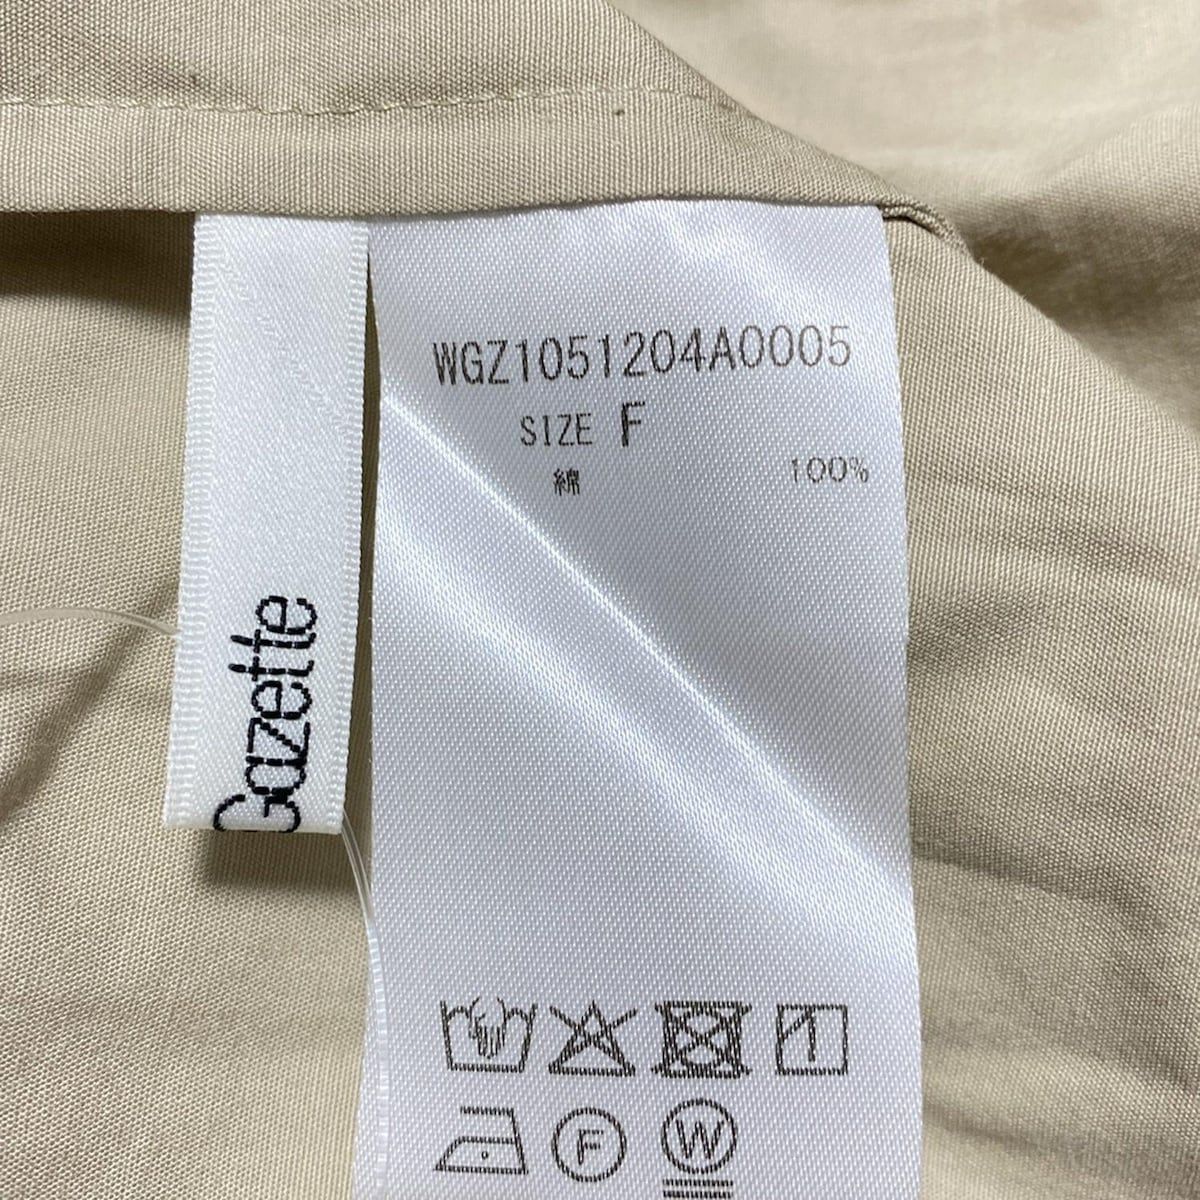 Gazette
WGZ1051204A0005
SIZE F
綿 100%
F
W